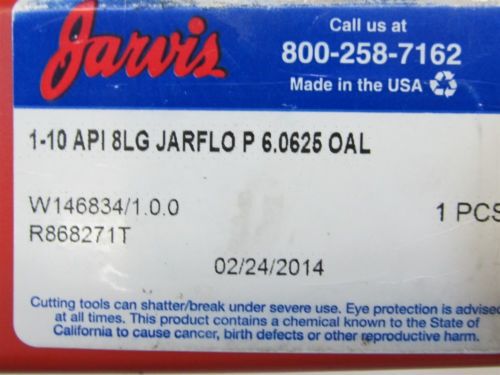 Jarvis
Call us at
800-258-7162
Made in the USA
1-10 API 8LG JARFLO P 6.0625 OAL
W146834/1.0.0
1 PCS
R868271T
02/24/2014
Cutting tools can shatter/break under severe use. Eye protection is advised
at all times. This product contains a chemical known to the State of
California to cause cancer, birth defects or other reproductive harm.